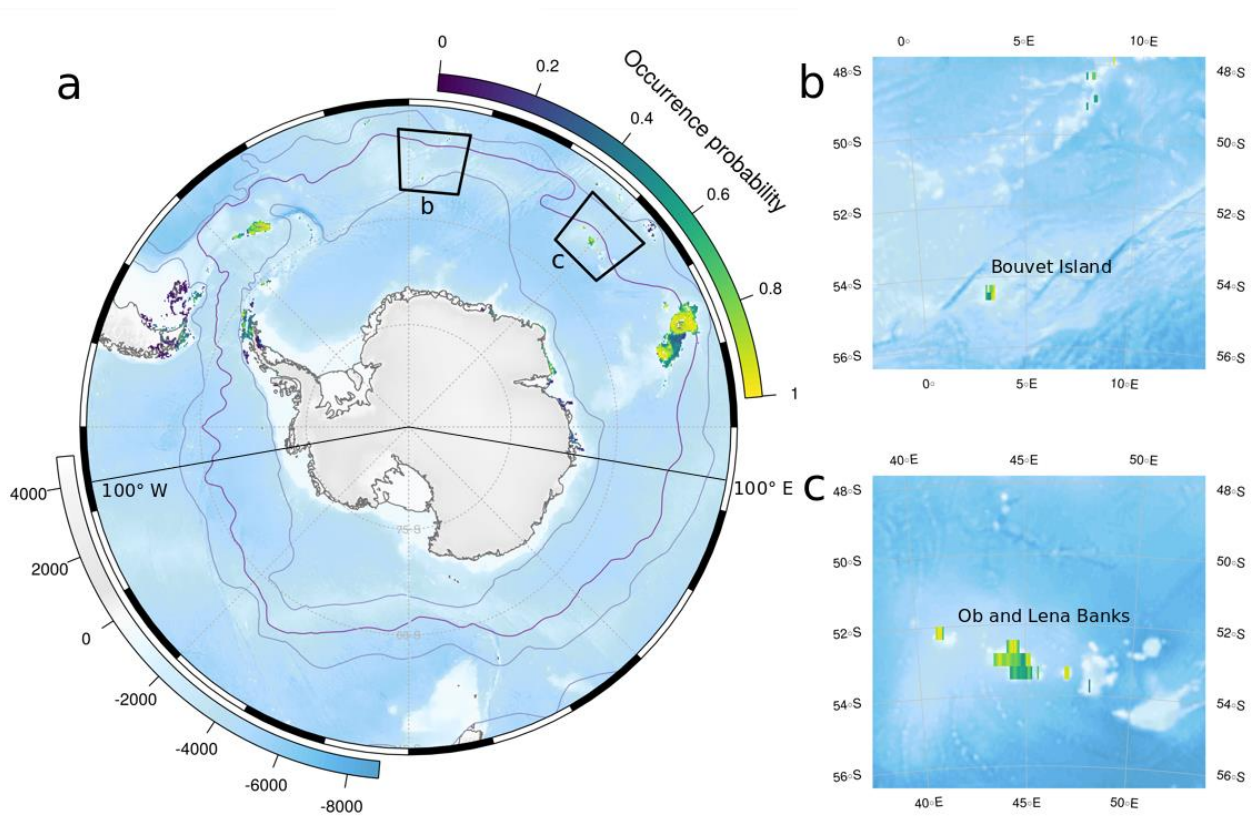 a
0
0.2
0.4
0.6
0.8
1
Occurrence probability
b
c
100° W
100° E
75◦S
60◦S
4000
2000
0
-2000
-4000
-6000
-8000
b
0◦ 5◦E 10◦E
48◦S 48◦S
50◦S 50◦S
52◦S 52◦S
Bouvet Island
54◦S 54◦S
56◦S 56◦S
0◦ 5◦E 10◦E
c
40◦E 45◦E 50◦E
48◦S 48◦S
50◦S 50◦S
Ob and Lena Banks
52◦S 52◦S
54◦S 54◦S
56◦S 56◦S
40◦E 45◦E 50◦E